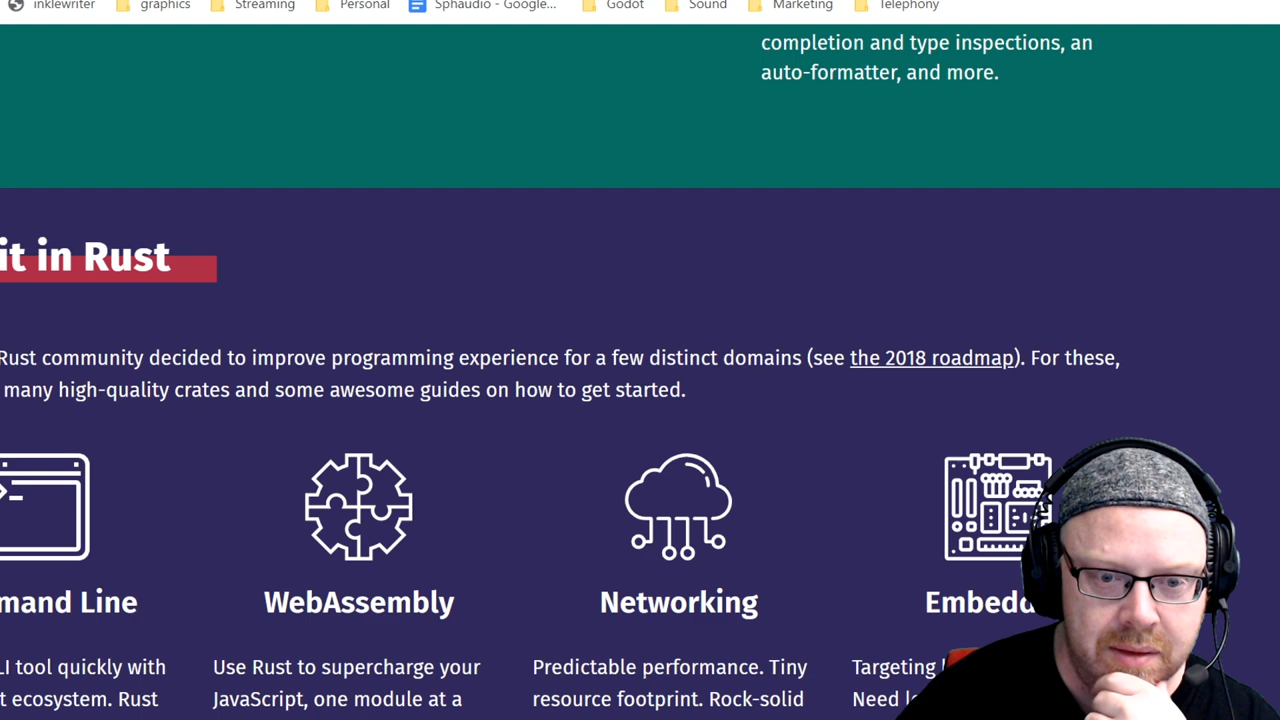 inklewriter graphics Streaming Personal Sphaudio - Google... Godot Sound Marketing Telephony
completion and type inspections, an
auto-formatter, and more.
it in Rust
Rust community decided to improve programming experience for a few distinct domains (see the 2018 roadmap). For these,
many high-quality crates and some awesome guides on how to get started.
mand Line WebAssembly Networking Embedd
LI tool quickly with Use Rust to supercharge your Predictable performance. Tiny Targeting
t ecosystem. Rust JavaScript, one module at a resource footprint. Rock-solid Need